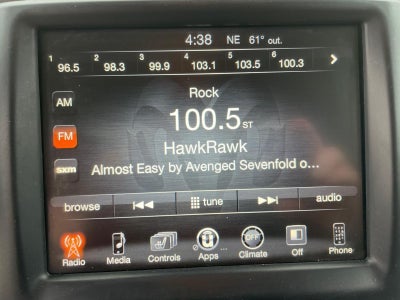 4:38 NE 61° out.
1 96.5 2 98.3 3 99.9 4 103.1 5 103.5 6 100.3
Rock
AM
100.5 ST
FM
HawkRawk
sxm
Almost Easy by Avenged Sevenfold o...
browse tune audio
OFF
Radio Media Controls Apps Climate Off Phone